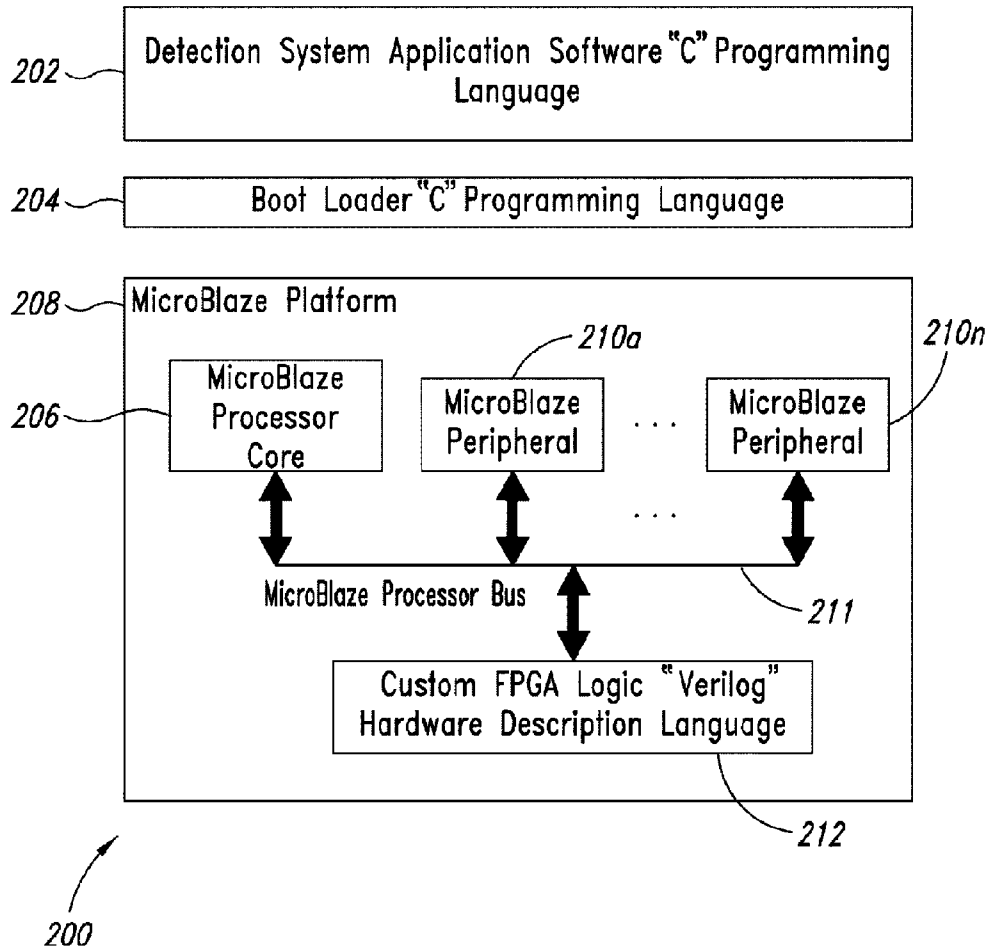 202
Detection System Application Software “C” Programming
Language
204
Boot Loader “C” Programming Language
208
MicroBlaze Platform
210a
210n
206
MicroBlaze
Processor
Core
MicroBlaze
Peripheral
. . .
MicroBlaze
Peripheral
. . .
MicroBlaze Processor Bus
211
Custom FPGA Logic “Verilog”
Hardware Description Language
212
200